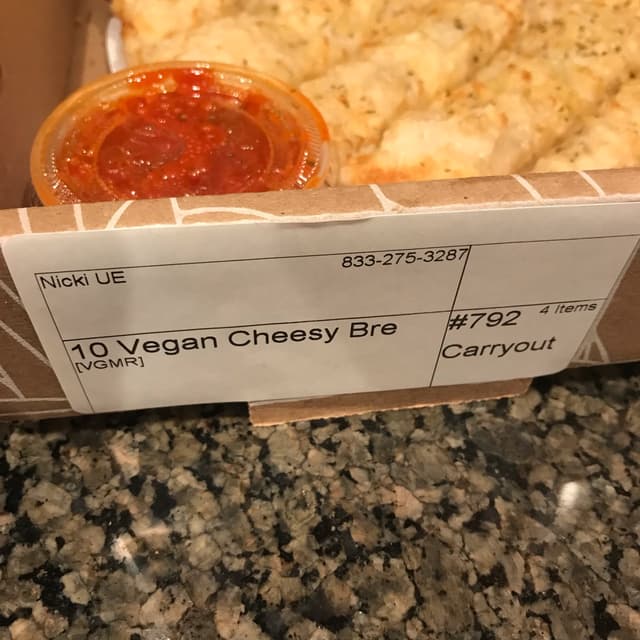 Nicki UE 833-275-3287
10 Vegan Cheesy Bre
[VGMR]
#792 4 Items
Carryout